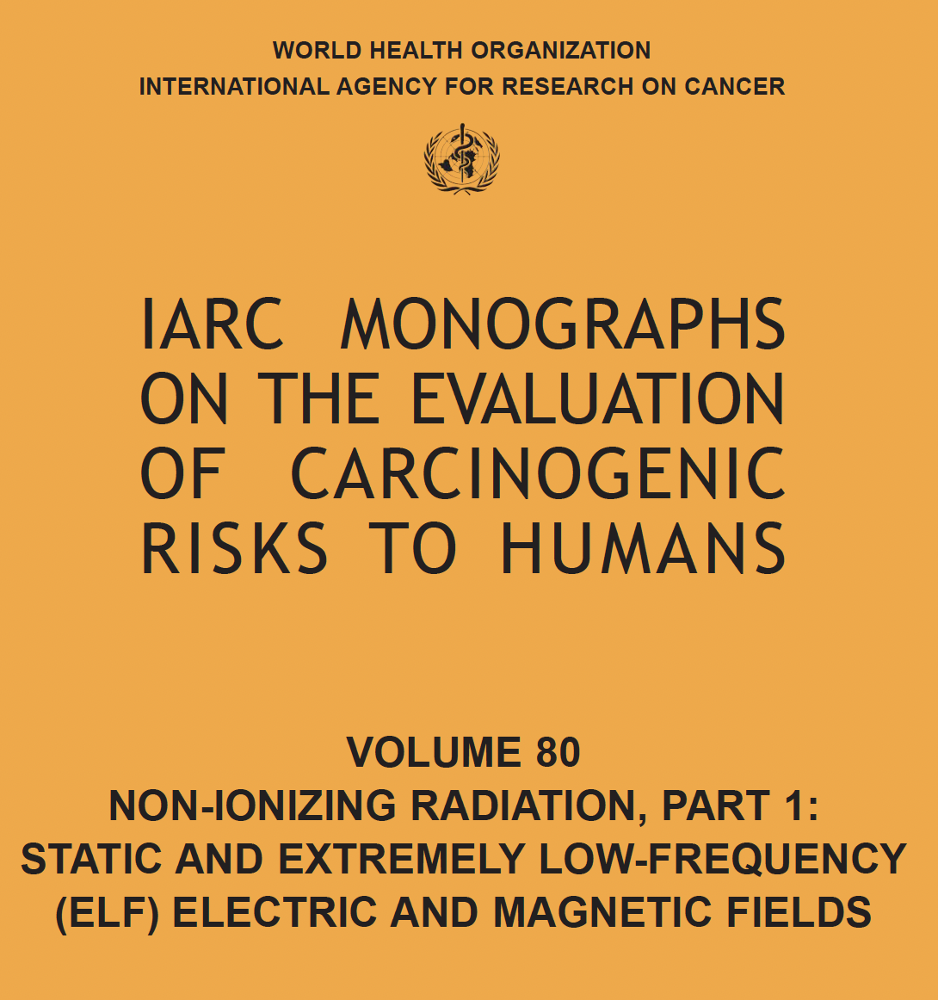 WORLD HEALTH ORGANIZATION
INTERNATIONAL AGENCY FOR RESEARCH ON CANCER
IARC MONOGRAPHS
ON THE EVALUATION
OF CARCINOGENIC
RISKS TO HUMANS
VOLUME 80
NON-IONIZING RADIATION, PART 1:
STATIC AND EXTREMELY LOW-FREQUENCY
(ELF) ELECTRIC AND MAGNETIC FIELDS